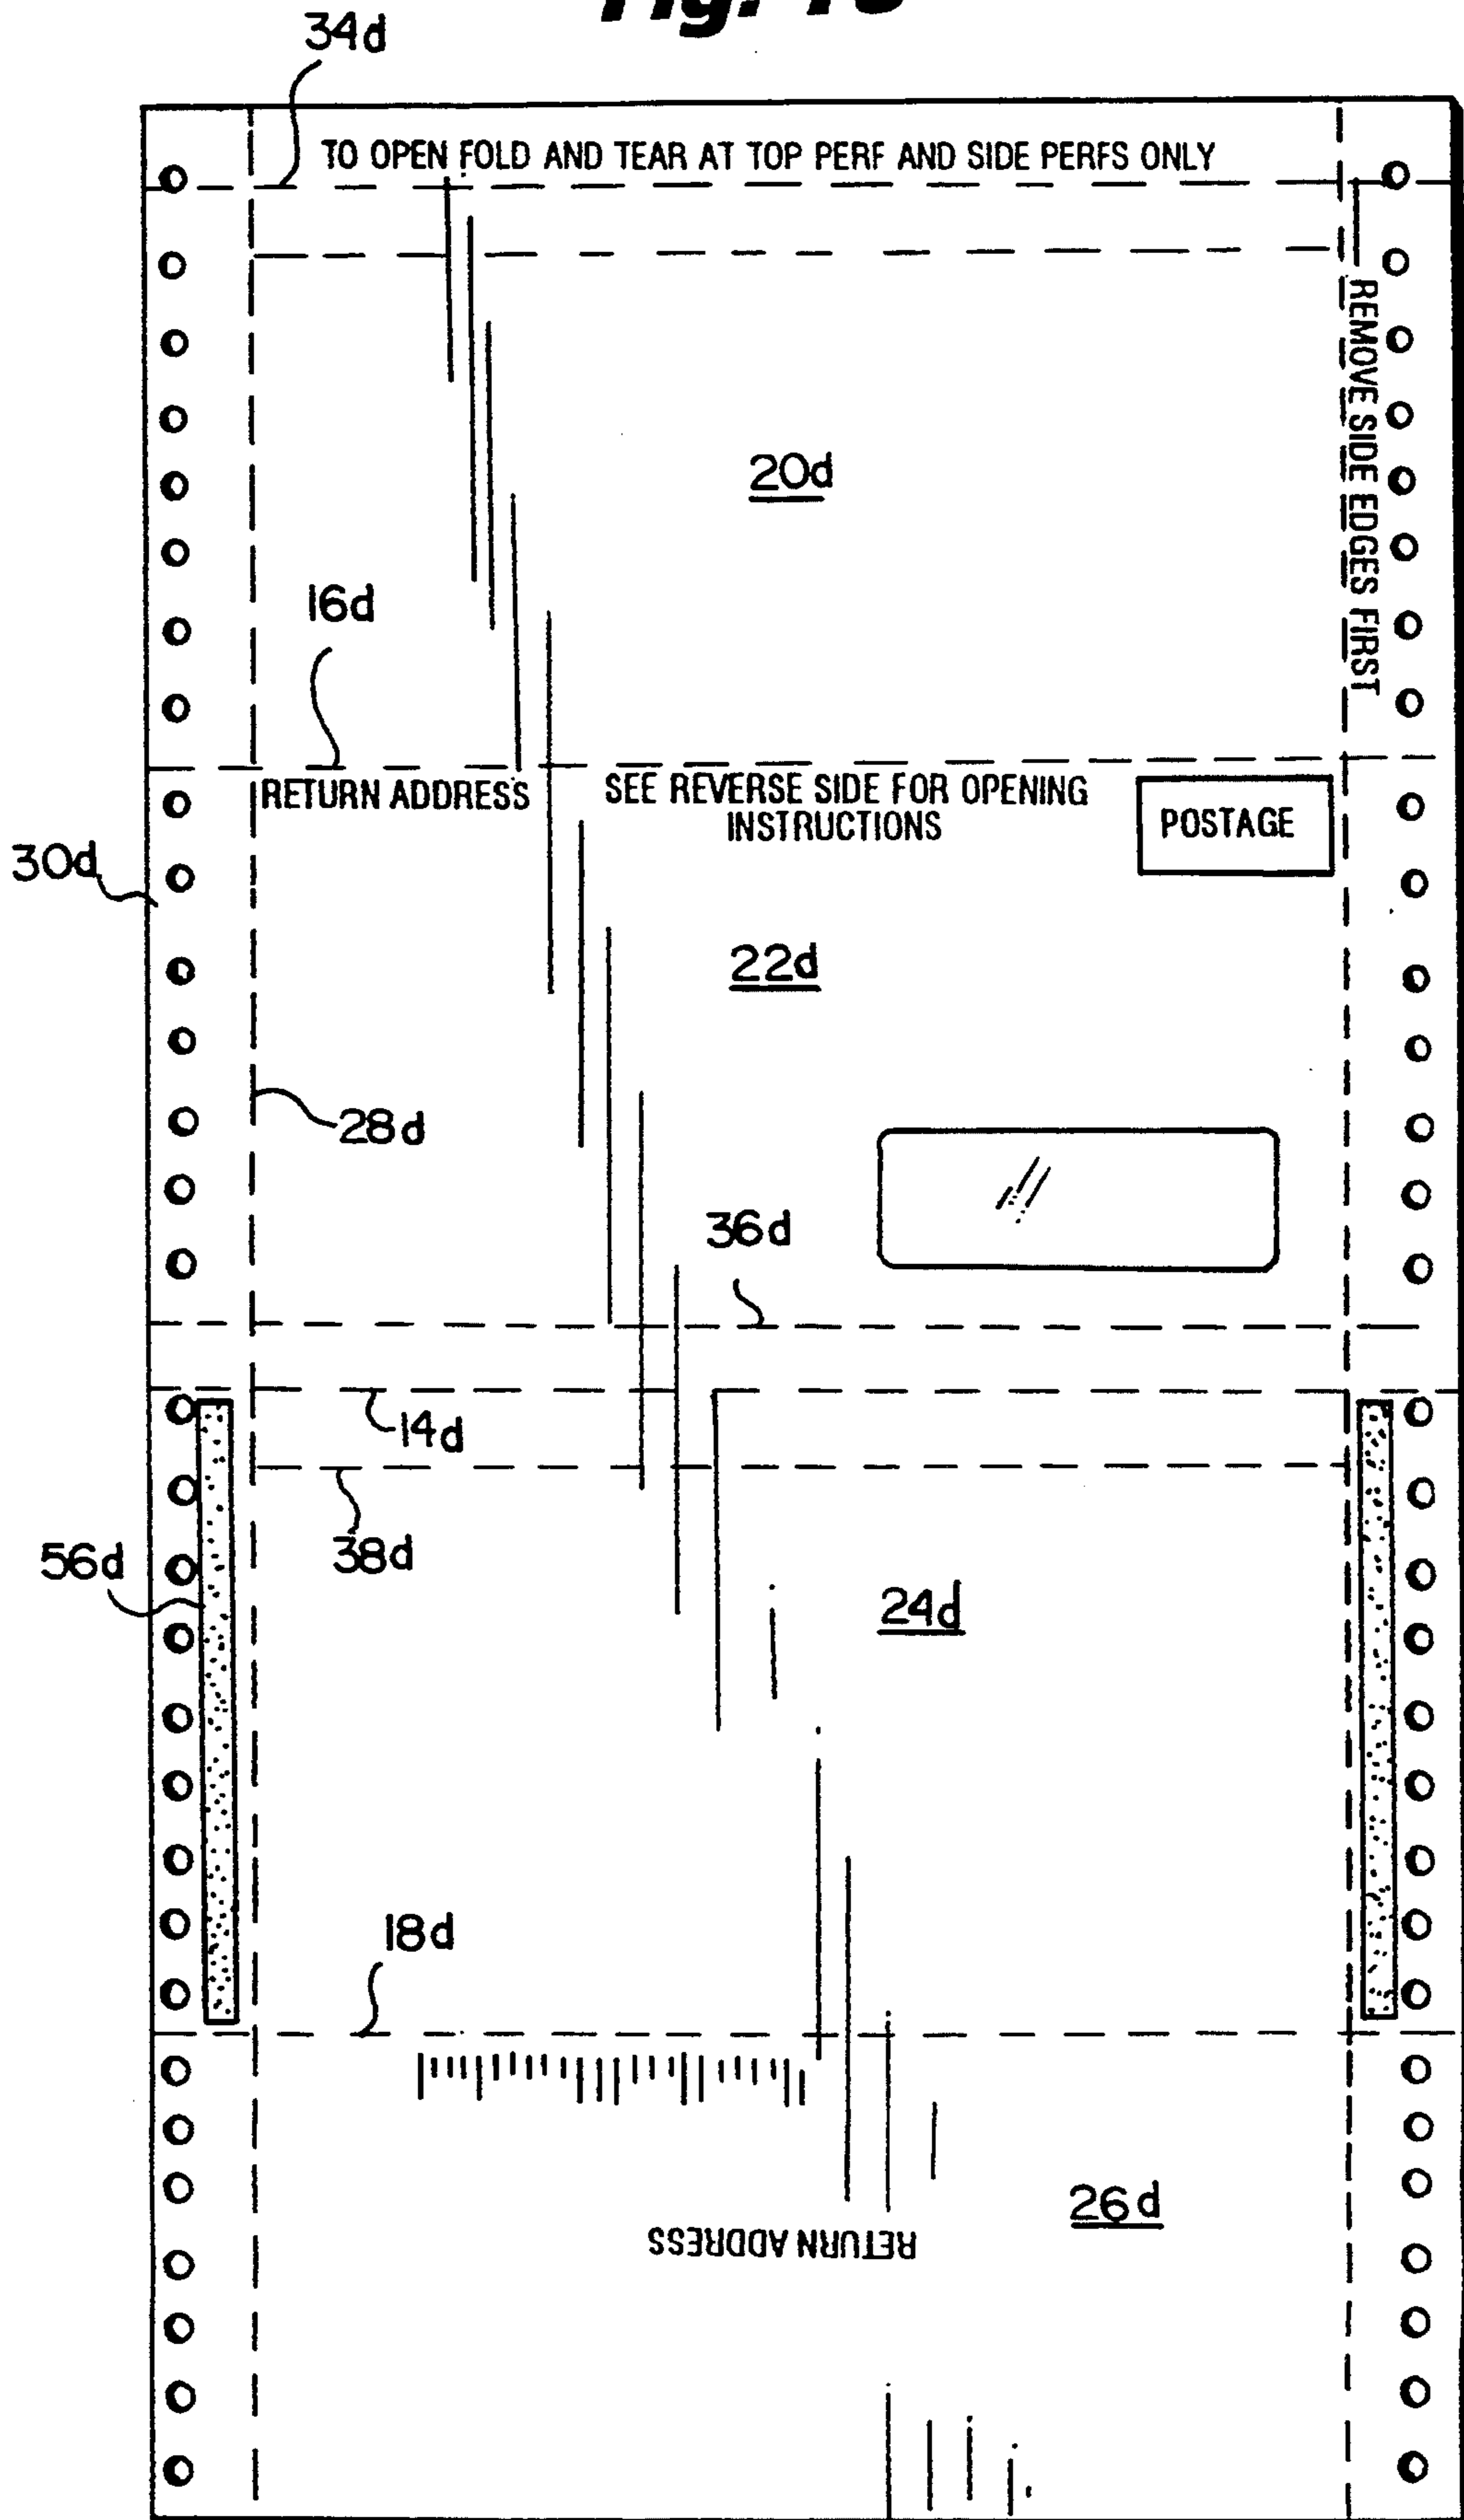 34d
TO OPEN FOLD AND TEAR AT TOP PERF AND SIDE PERFS ONLY
REMOVE SIDE EDGES FIRST
20d
16d
RETURN ADDRESS
SEE REVERSE SIDE FOR OPENING
INSTRUCTIONS
POSTAGE
30d
22d
28d
36d
14d
38d
56d
24d
18d
26d
RETURN ADDRESS